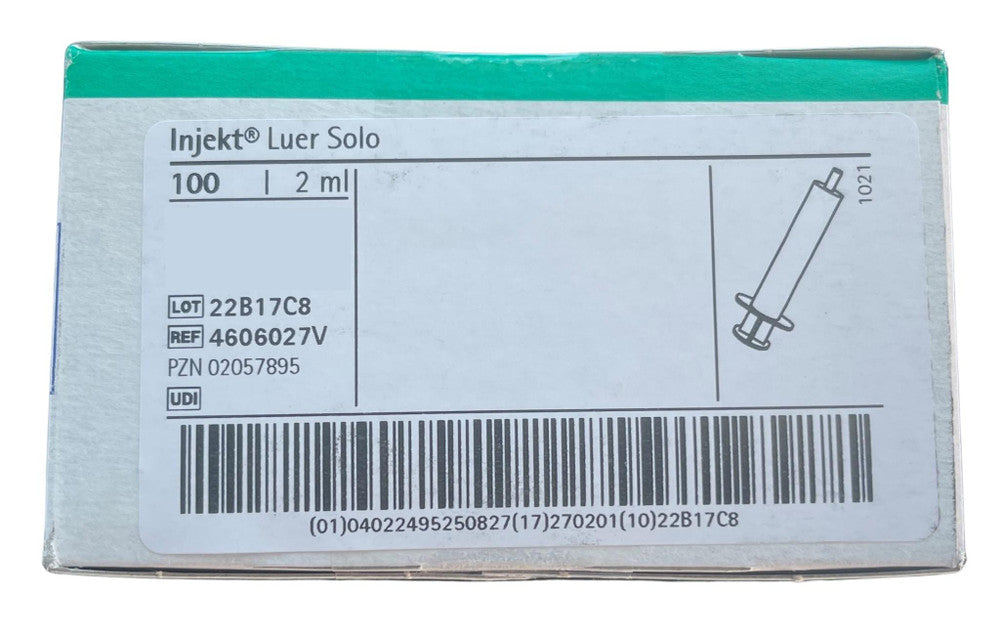 Injekt® Luer Solo
100 | 2 ml
1021
LOT 22B17C8
REF 4606027V
PZN 02057895
UDI
(01)04022495250827(17)270201(10)22B17C8